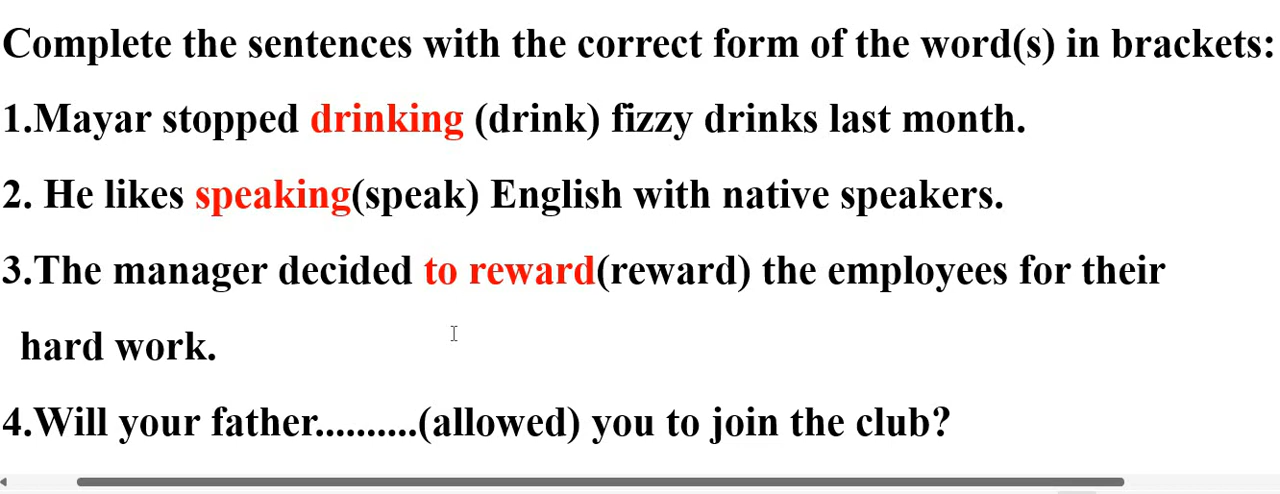 Complete the sentences with the correct form of the word(s) in brackets:
1.Mayar stopped drinking (drink) fizzy drinks last month.
2. He likes speaking(speak) English with native speakers.
3.The manager decided to reward(reward) the employees for their
hard work.
4.Will your father..........(allowed) you to join the club?